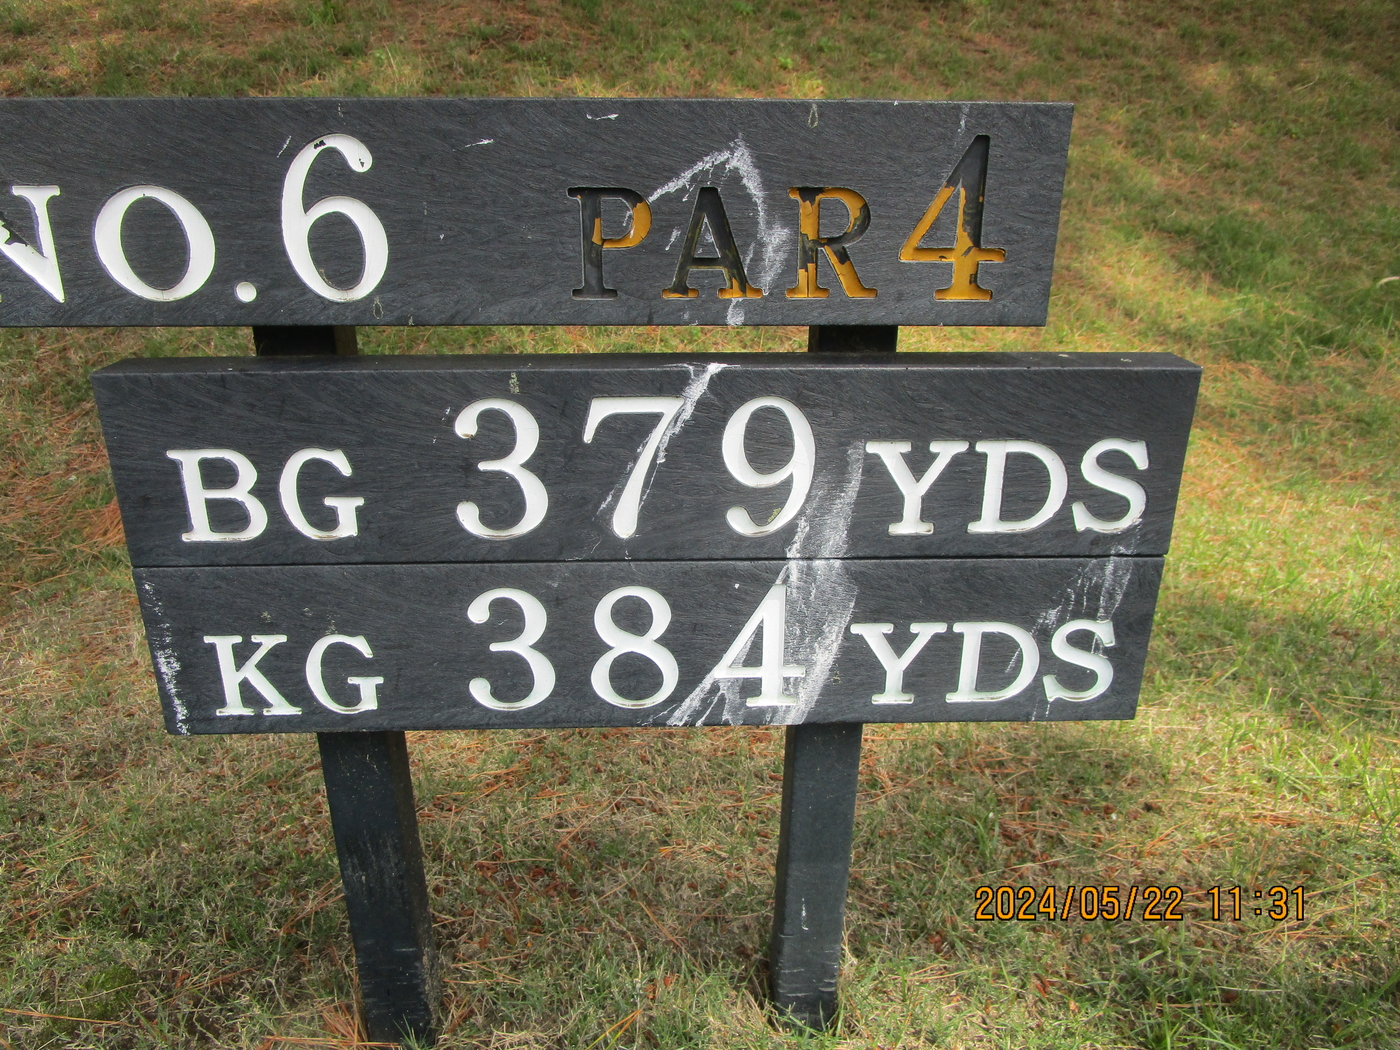 NO.6 PAR4
BG 379 YDS
KG 384 YDS
2024/05/22 11:31